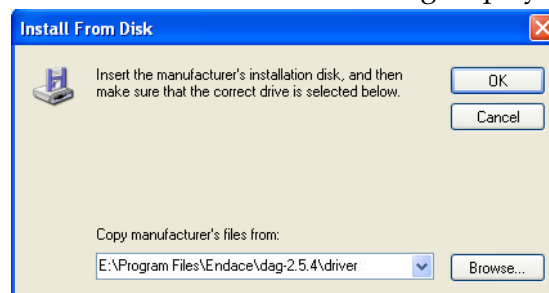 Install From Disk
Insert the manufacturer's installation disk, and then
make sure that the correct drive is selected below.
OK
Cancel
Copy manufacturer's files from:
E:\Program Files\Endace\dag-2.5.4\driver
Browse...